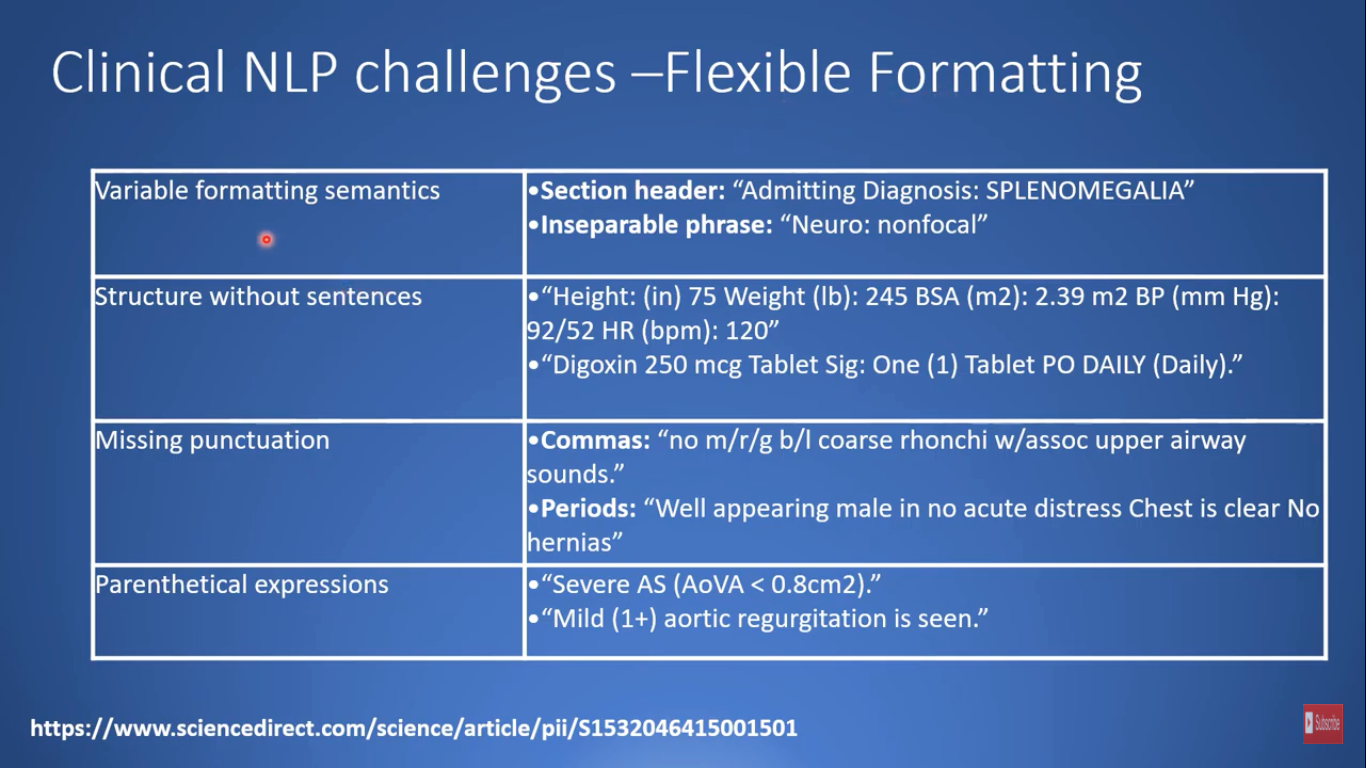 Clinical NLP challenges –Flexible Formatting
Variable formatting semantics
•Section header: “Admitting Diagnosis: SPLENOMEGALIA”
•Inseparable phrase: “Neuro: nonfocal”
Structure without sentences
•“Height: (in) 75 Weight (lb): 245 BSA (m2): 2.39 m2 BP (mm Hg):
92/52 HR (bpm): 120”
•“Digoxin 250 mcg Tablet Sig: One (1) Tablet PO DAILY (Daily).”
Missing punctuation
•Commas: “no m/r/g b/l coarse rhonchi w/assoc upper airway
sounds.”
•Periods: “Well appearing male in no acute distress Chest is clear No
hernias”
Parenthetical expressions
•“Severe AS (AoVA < 0.8cm2).”
•“Mild (1+) aortic regurgitation is seen.”
https://www.sciencedirect.com/science/article/pii/S1532046415001501
Subscribe